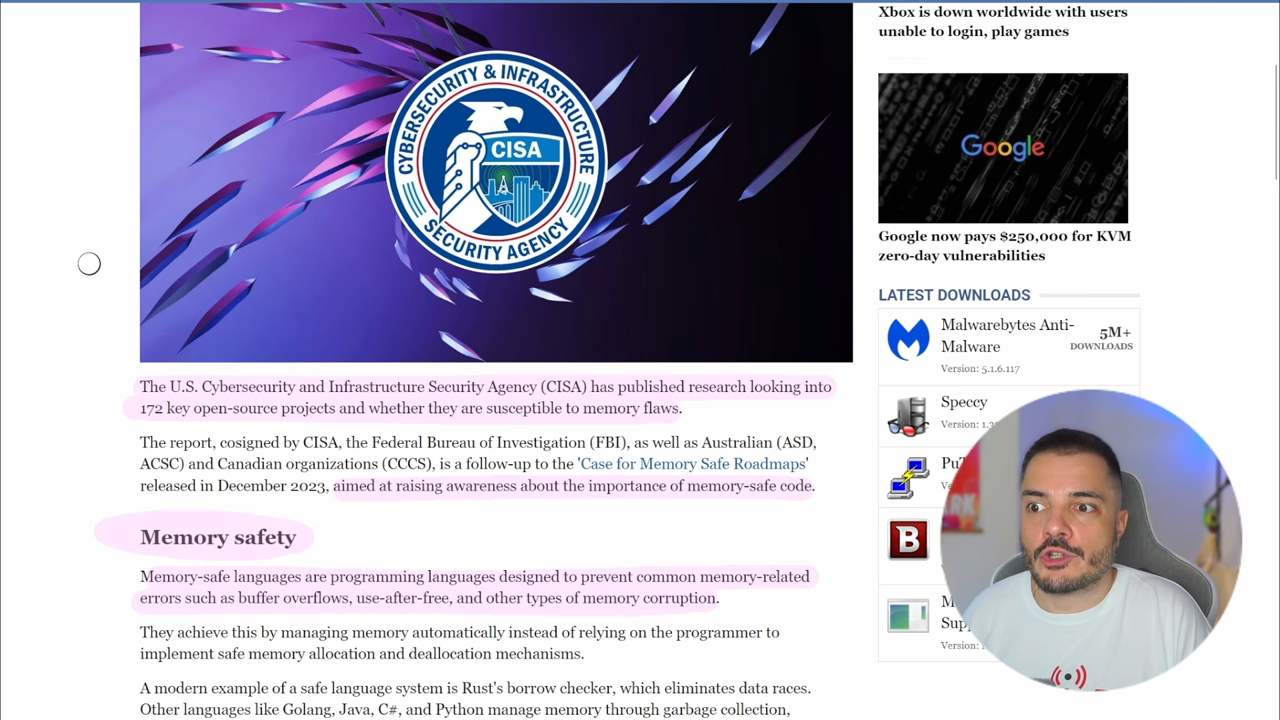 Xbox is down worldwide with users
unable to login, play games
CYBERSECURITY & INFRASTRUCTURE
CISA
SECURITY AGENCY
Google
Google now pays $250,000 for KVM
zero-day vulnerabilities
LATEST DOWNLOADS
Malwarebytes Anti-
Malware
Version: 5.1.6.117
5M+
DOWNLOADS
Speccy
Version:
B
The U.S. Cybersecurity and Infrastructure Security Agency (CISA) has published research looking into
172 key open-source projects and whether they are susceptible to memory flaws.
The report, cosigned by CISA, the Federal Bureau of Investigation (FBI), as well as Australian (ASD,
ACSC) and Canadian organizations (CCCS), is a follow-up to the 'Case for Memory Safe Roadmaps'
released in December 2023, aimed at raising awareness about the importance of memory-safe code.
Memory safety
Memory-safe languages are programming languages designed to prevent common memory-related
errors such as buffer overflows, use-after-free, and other types of memory corruption.
They achieve this by managing memory automatically instead of relying on the programmer to
implement safe memory allocation and deallocation mechanisms.
A modern example of a safe language system is Rust's borrow checker, which eliminates data races.
Other languages like Golang, Java, C#, and Python manage memory through garbage collection,